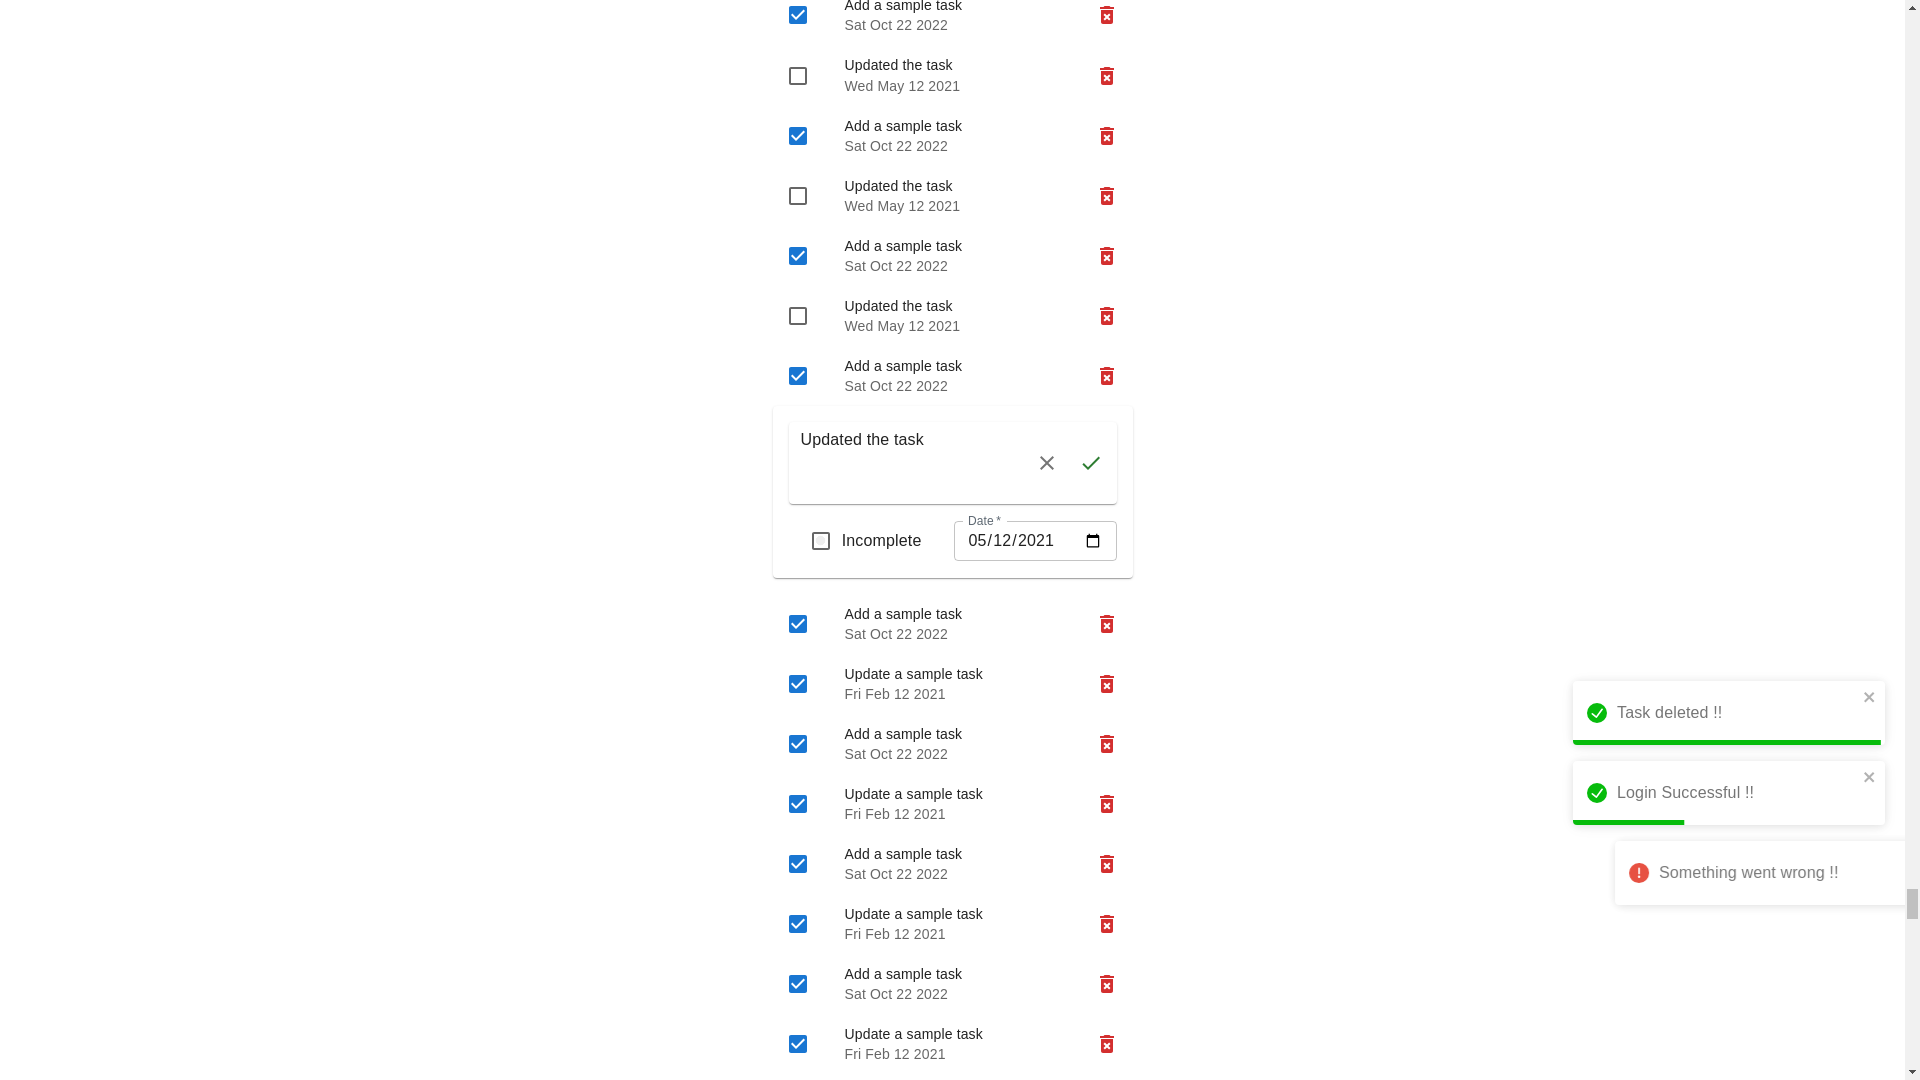 Add a sample task
Sat Oct 22 2022
Updated the task
Wed May 12 2021
Add a sample task
Sat Oct 22 2022
Updated the task
Wed May 12 2021
Add a sample task
Sat Oct 22 2022
Updated the task
Wed May 12 2021
Add a sample task
Sat Oct 22 2022
Updated the task
Incomplete
Date *
05/12/2021
Add a sample task
Sat Oct 22 2022
Update a sample task
Fri Feb 12 2021
Add a sample task
Sat Oct 22 2022
Update a sample task
Fri Feb 12 2021
Add a sample task
Sat Oct 22 2022
Update a sample task
Fri Feb 12 2021
Add a sample task
Sat Oct 22 2022
Update a sample task
Fri Feb 12 2021
Task deleted !!
Login Successful !!
Something went wrong !!